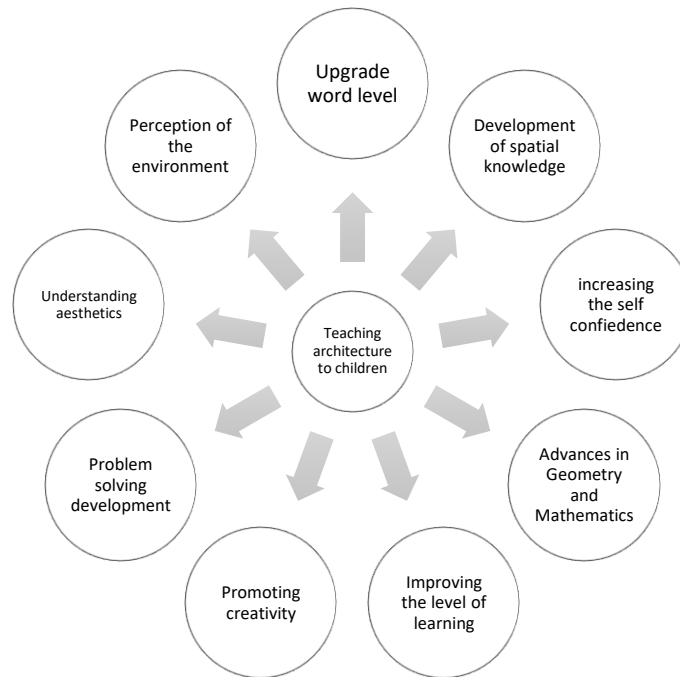 Upgrade
word level
Development
of spatial
knowledge
increasing
the self
confiedence
Advances in
Geometry
and
Mathematics
Improving
the level of
learning
Promoting
creativity
Problem
solving
development
Understanding
aesthetics
Perception of
the
environment
Teaching
architecture
to children